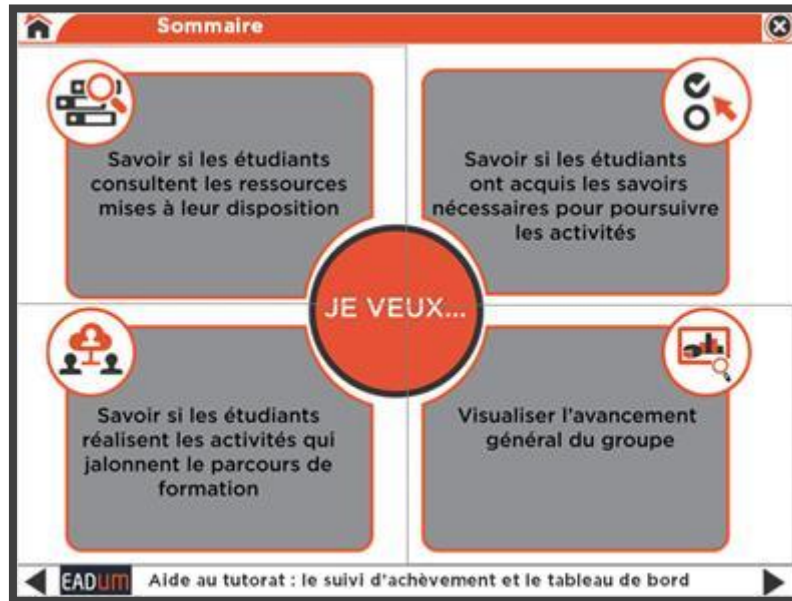 Sommaire
Savoir si les étudiants
consultent les ressources
mises à leur disposition
Savoir si les étudiants
ont acquis les savoirs
nécessaires pour poursuivre
les activités
JE VEUX...
Savoir si les étudiants
réalisent les activités qui
jalonnent le parcours de
formation
Visualiser l'avancement
général du groupe
EADUM
Aide au tutorat : le suivi d'achèvement et le tableau de bord